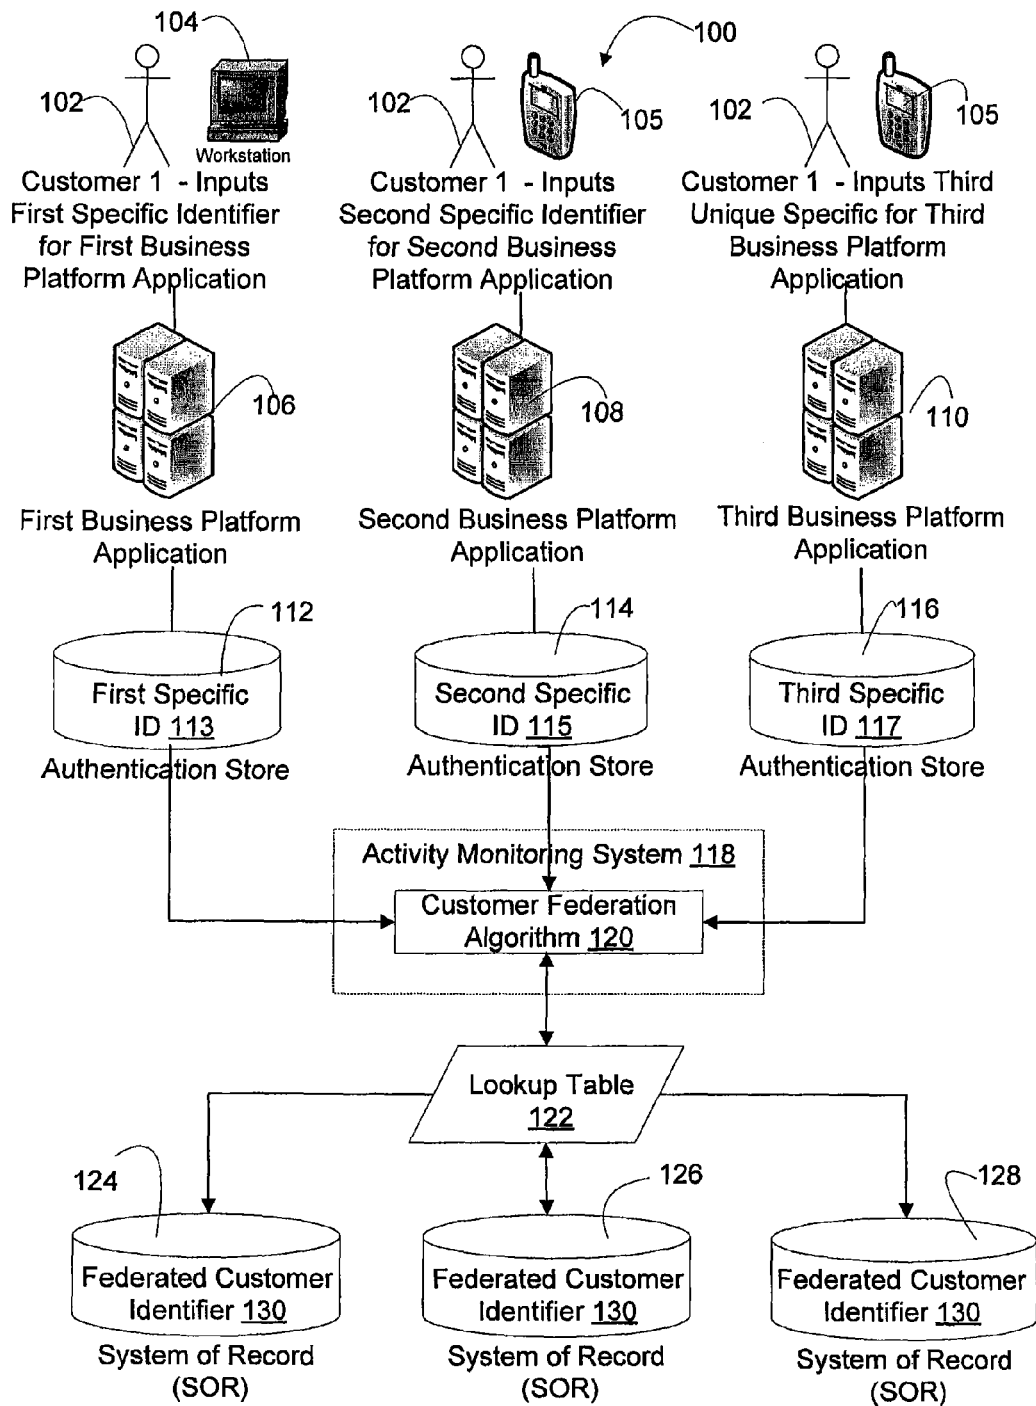 104
100
102
102
105
102
105
Workstation
Customer 1 - Inputs
First Specific Identifier
for First Business
Platform Application
Customer 1 - Inputs
Second Specific Identifier
for Second Business
Platform Application
Customer 1 - Inputs Third
Unique Specific for Third
Business Platform
Application
106
108
110
First Business Platform
Application
Second Business Platform
Application
Third Business Platform
Application
112
114
116
First Specific
ID 113
Second Specific
ID 115
Third Specific
ID 117
Authentication Store
Authentication Store
Authentication Store
Activity Monitoring System 118
Customer Federation
Algorithm 120
Lookup Table
122
124
126
128
Federated Customer
Identifier 130
Federated Customer
Identifier 130
Federated Customer
Identifier 130
System of Record
(SOR)
System of Record
(SOR)
System of Record
(SOR)